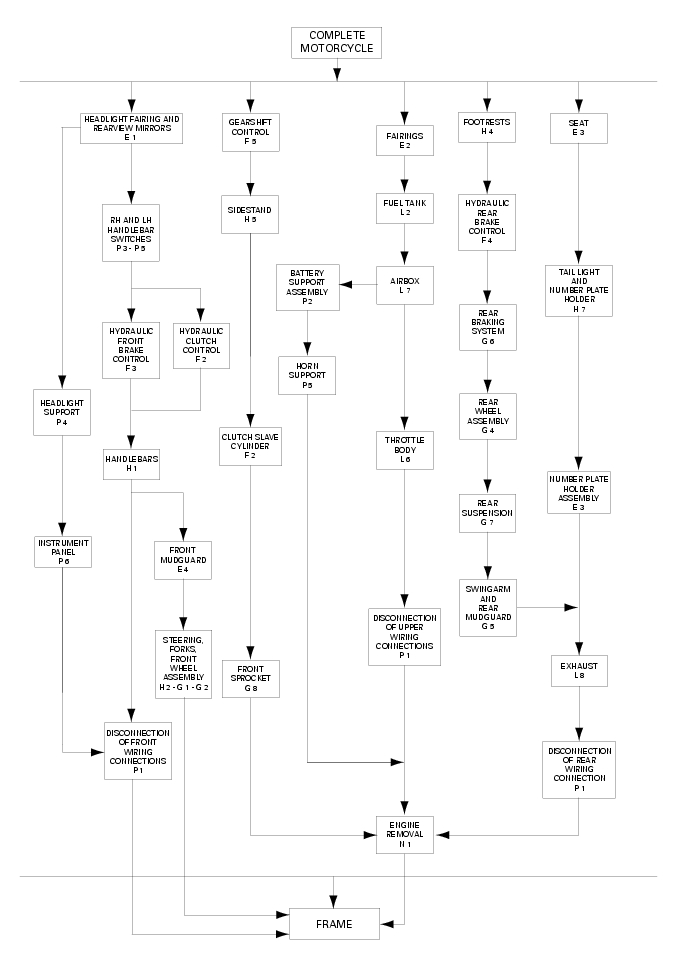 COMPLETE
MOTORCYCLE
HEADLIGHT FAIRING AND
REARVIEW MIRRORS
E 1
GEARSHIFT
CONTROL
F 5
FAIRINGS
E 2
FOOTRESTS
H 4
SEAT
E 3
RH AND LH
HANDLEBAR
SWITCHES
P 3 - P 5
SIDESTAND
H 5
FUEL TANK
L 2
HYDRAULIC
REAR
BRAKE
CONTROL
F 4
BATTERY
SUPPORT
ASSEMBLY
P 2
AIRBOX
L 7
TAIL LIGHT
AND
NUMBER PLATE
HOLDER
H 7
HYDRAULIC
FRONT
BRAKE
CONTROL
F 3
HYDRAULIC
CLUTCH
CONTROL
F 2
REAR
BRAKING
SYSTEM
G 6
HORN
SUPPORT
P 5
HEADLIGHT
SUPPORT
P 4
REAR
WHEEL
ASSEMBLY
G 4
HANDLEBARS
H 1
CLUTCH SLAVE
CYLINDER
F 2
THROTTLE
BODY
L 6
NUMBER PLATE
HOLDER
ASSEMBLY
E 3
REAR
SUSPENSION
G 7
INSTRUMENT
PANEL
P 6
FRONT
MUDGUARD
E 4
SWINGARM
AND
REAR
MUDGUARD
G 5
STEERING,
FORKS,
FRONT
WHEEL
ASSEMBLY
H 2 - G 1 - G 2
FRONT
SPROCKET
G 8
DISCONNECTION
OF UPPER
WIRING
CONNECTIONS
P 1
EXHAUST
L 8
DISCONNECTION
OF FRONT
WIRING
CONNECTIONS
P 1
DISCONNECTION
OF REAR
WIRING
CONNECTION
P 1
ENGINE
REMOVAL
N 1
FRAME